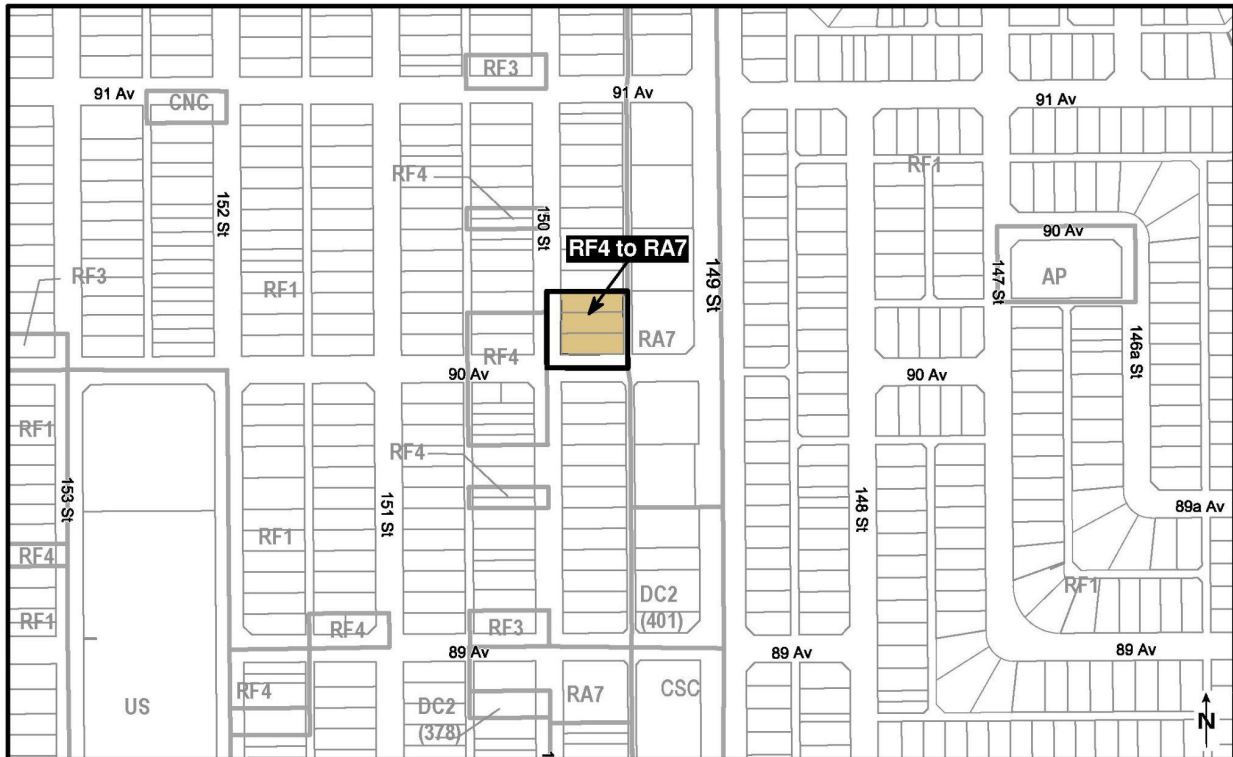 RF3
91 Av
CNC
91 Av
91 Av
RF4
RF1
152 St
150 St
90 Av
RF4 to RA7
149 St
147 St
AP
RF3
RF1
146a St
RF4
RA7
90 Av
90 Av
RF1
RF4
153 St
151 St
148 St
89a Av
RF1
RF4
DC2
(401)
RF1
RF1
RF4
RF3
89 Av
89 Av
89 Av
RF4
RA7
CSC
US
DC2
(378)
N